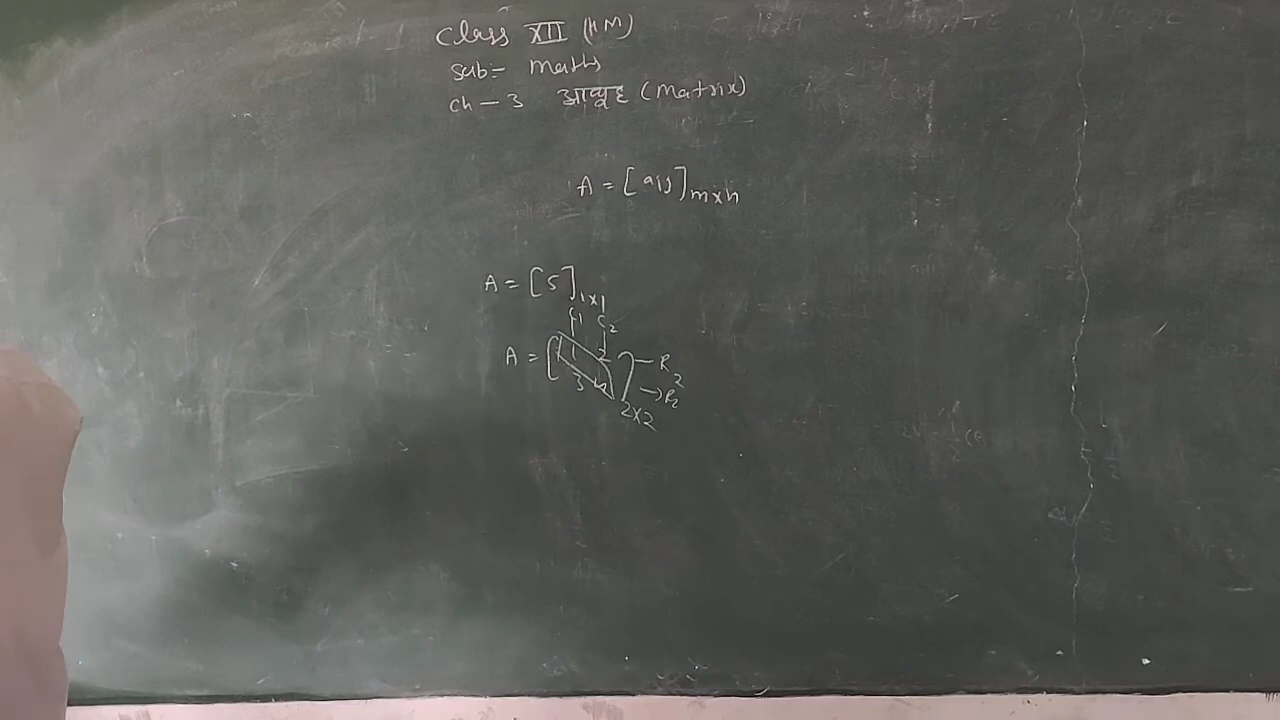 Class XII (HM)
Sub:- Maths
Ch - 3 आव्यूह (Matrix)
A = [aij]m×n
A = [5]1×1
C1 C2
A = [1 2 — R2
3 4] → R2
2×2